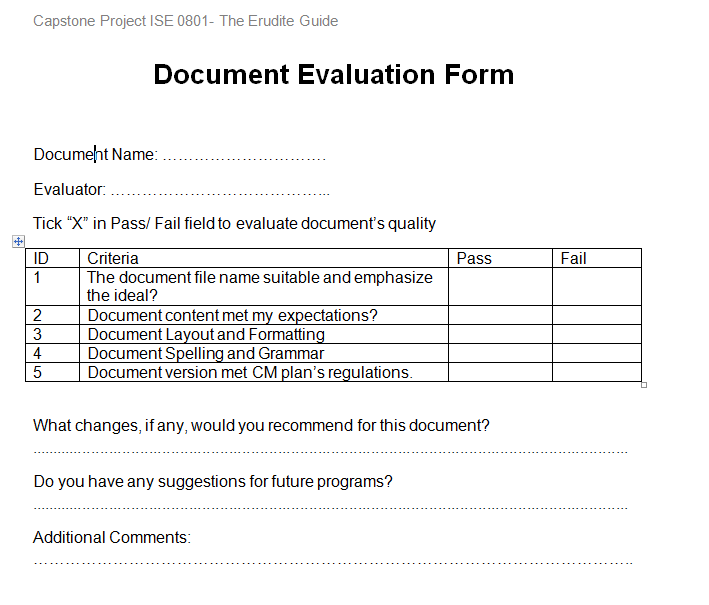 Capstone Project ISE 0801- The Erudite Guide
Document Evaluation Form
Document Name: ………………………….
Evaluator: …………………………………...
Tick “X” in Pass/ Fail field to evaluate document’s quality
ID Criteria Pass Fail
1 The document file name suitable and emphasize
the ideal?
2 Document content met my expectations?
3 Document Layout and Formatting
4 Document Spelling and Grammar
5 Document version met CM plan’s regulations.
What changes, if any, would you recommend for this document?
...........……………………………………………………………………………………………………
Do you have any suggestions for future programs?
...........……………………………………………………………………………………………………
Additional Comments:
………………………………………………………………………………………………………..